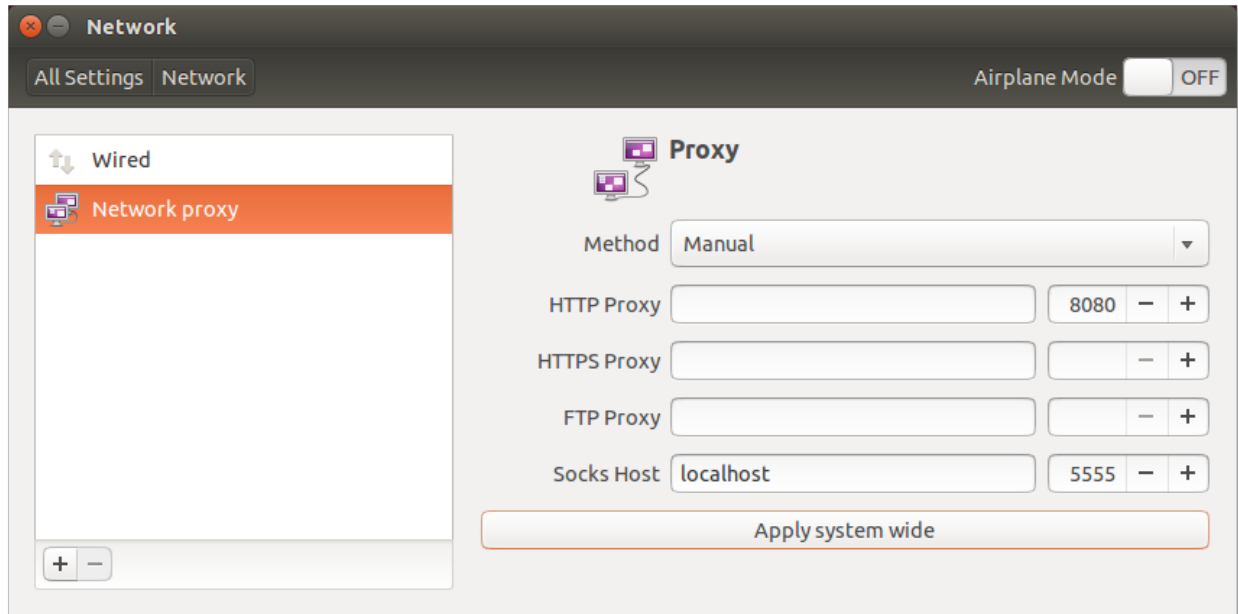 Network
All Settings Network
Airplane Mode OFF
Wired
Network proxy
Proxy
Method Manual
HTTP Proxy 8080 − +
HTTPS Proxy − +
FTP Proxy − +
Socks Host localhost 5555 − +
Apply system wide
+ −